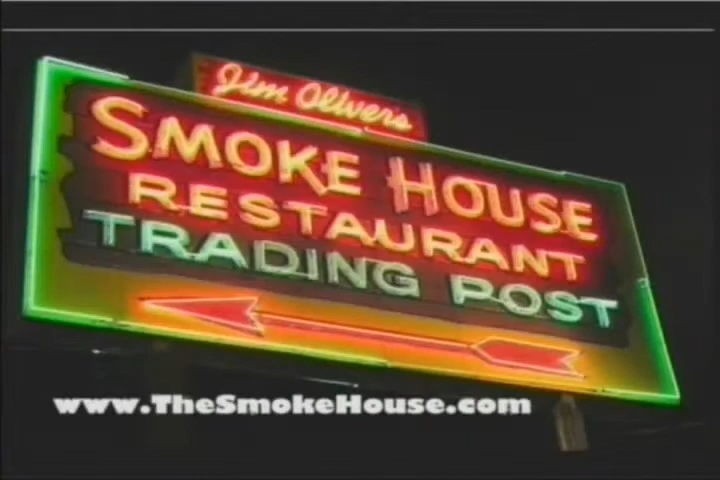 Jim Oliver's
SMOKE HOUSE
RESTAURANT
TRADING POST
www.TheSmokeHouse.com